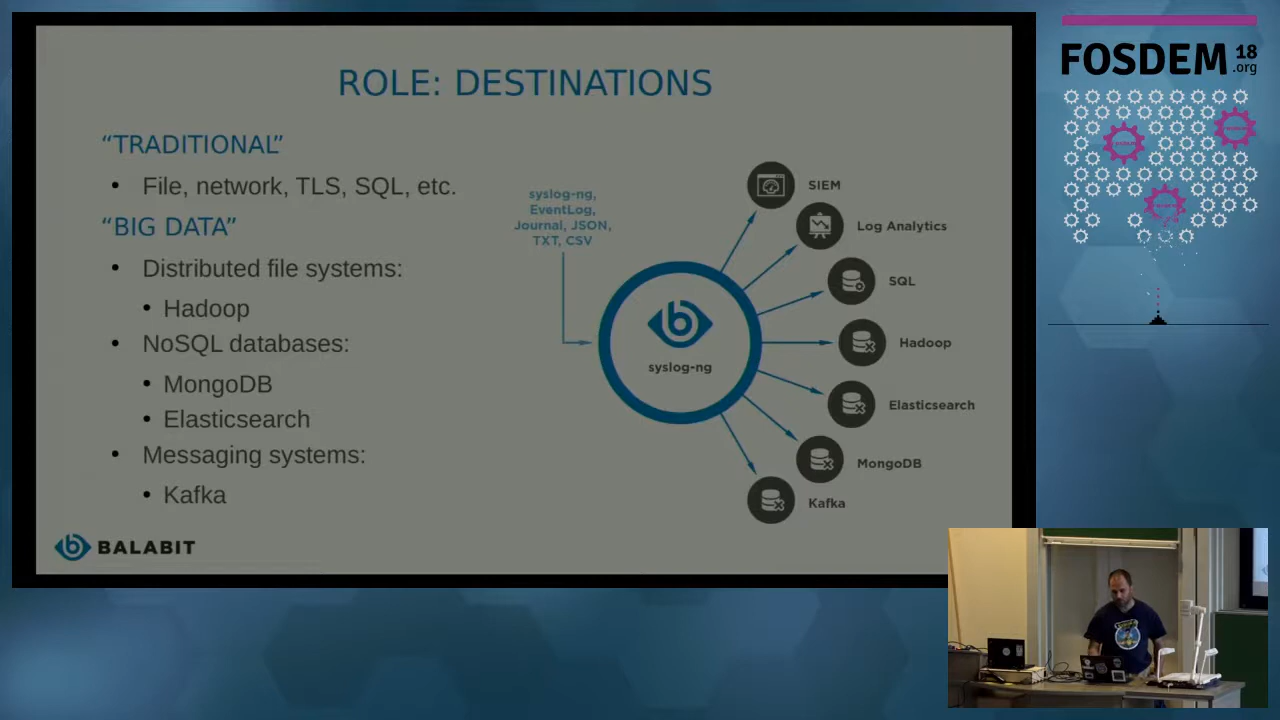 ROLE: DESTINATIONS
“TRADITIONAL”
• File, network, TLS, SQL, etc.
“BIG DATA”
• Distributed file systems:
• Hadoop
• NoSQL databases:
• MongoDB
• Elasticsearch
• Messaging systems:
• Kafka
syslog-ng,
EventLog,
Journal, JSON,
TXT, CSV
syslog-ng
SIEM
Log Analytics
SQL
Hadoop
Elasticsearch
MongoDB
Kafka
BALABIT
FOSDEM 18
.org